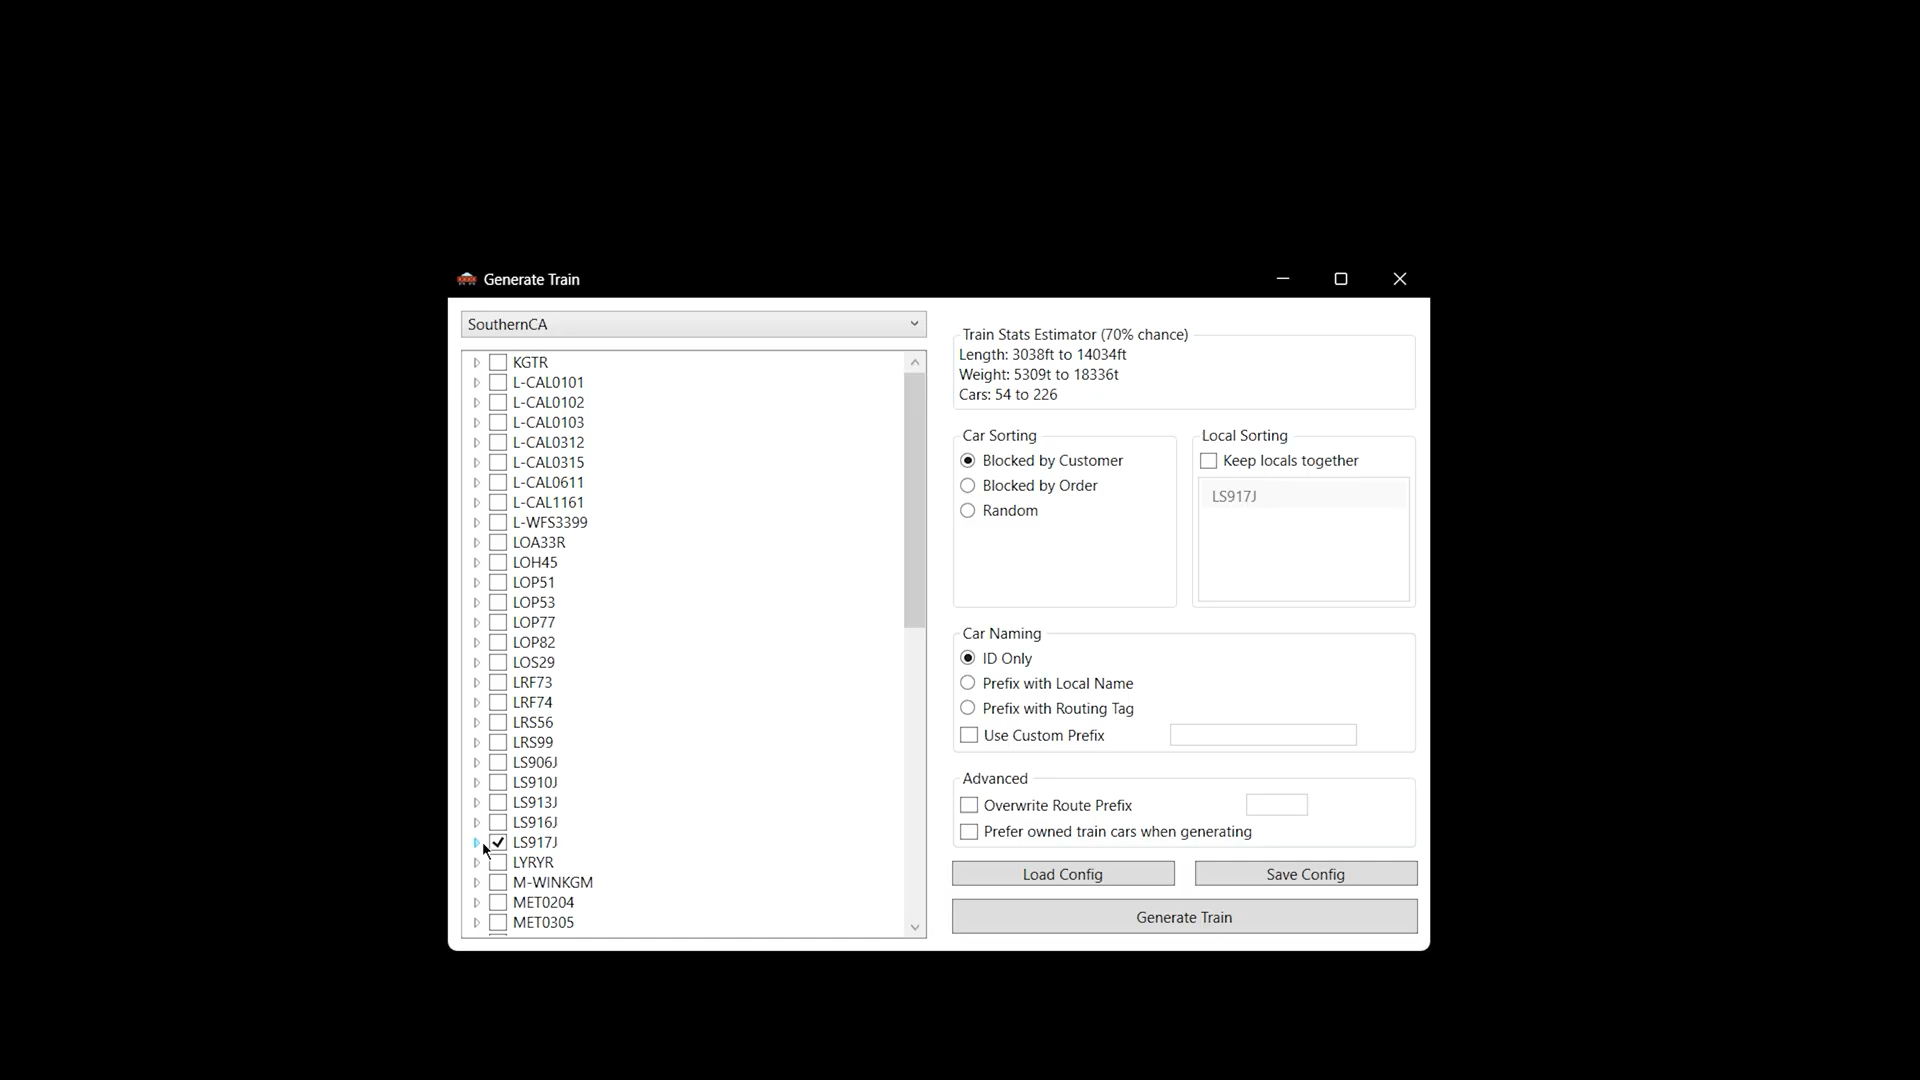 Generate Train
SouthernCA
KGTR
L-CAL0101
L-CAL0102
L-CAL0103
L-CAL0312
L-CAL0315
L-CAL0611
L-CAL1161
L-WFS3399
LOA33R
LOH45
LOP51
LOP53
LOP77
LOP82
LOS29
LRF73
LRF74
LRS56
LRS99
LS906J
LS910J
LS913J
LS916J
LS917J
LYRYR
M-WINKGM
MET0204
MET0305
Train Stats Estimator (70% chance)
Length: 3038ft to 14034ft
Weight: 5309t to 18336t
Cars: 54 to 226
Car Sorting
Blocked by Customer
Blocked by Order
Random
Local Sorting
Keep locals together
LS917J
Car Naming
ID Only
Prefix with Local Name
Prefix with Routing Tag
Use Custom Prefix
Advanced
Overwrite Route Prefix
Prefer owned train cars when generating
Load Config
Save Config
Generate Train